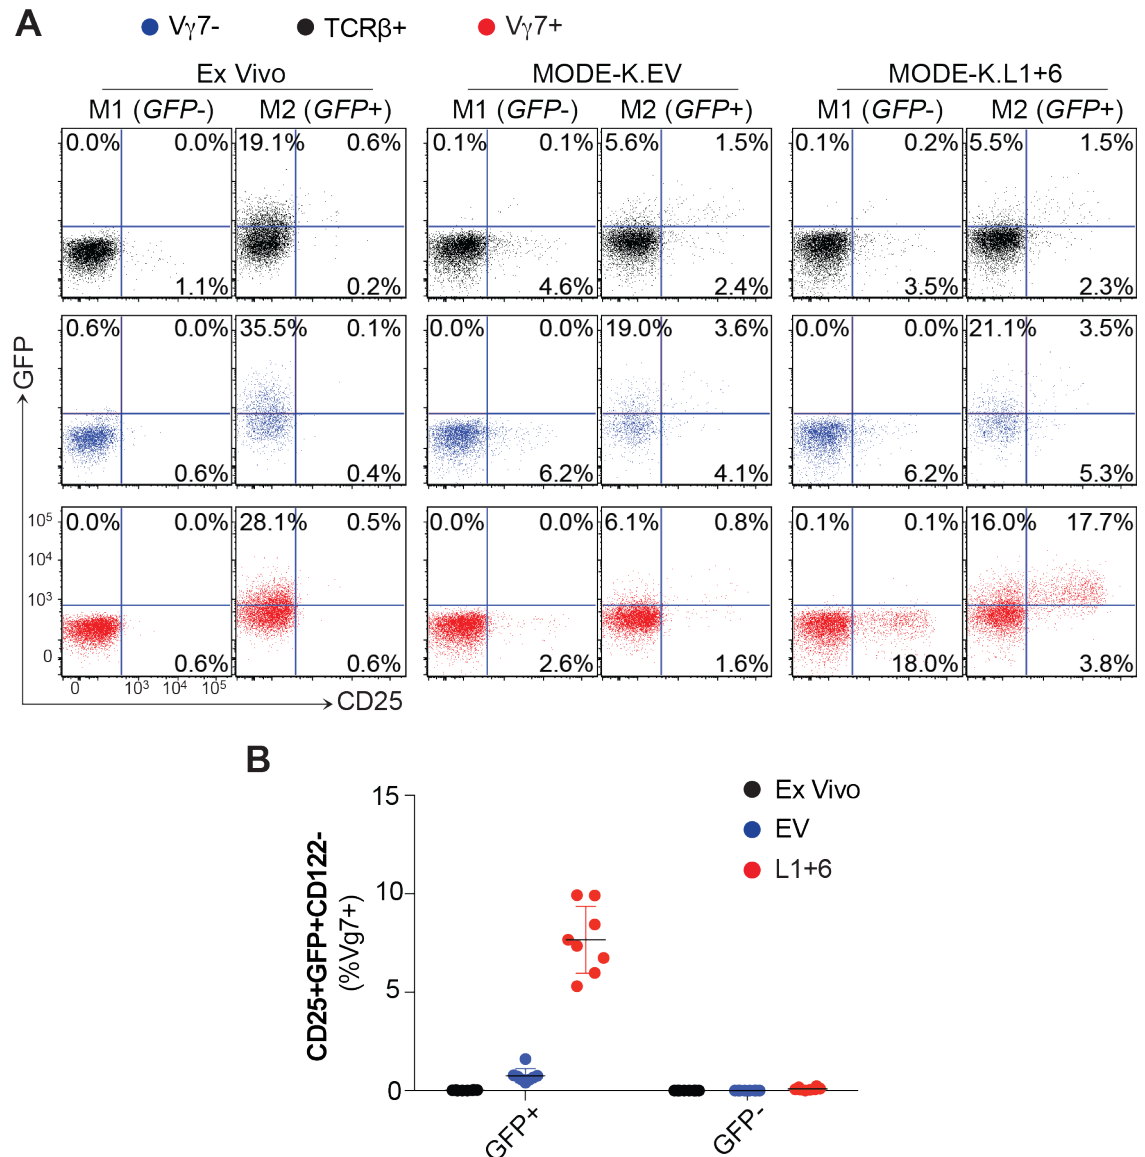 A
Vγ7- TCRβ+ Vγ7+
Ex Vivo MODE-K.EV MODE-K.L1+6
M1 (GFP-) M2 (GFP+) M1 (GFP-) M2 (GFP+) M1 (GFP-) M2 (GFP+)
0.0% 0.0% 19.1% 0.6% 0.1% 0.1% 5.6% 1.5% 0.1% 0.2% 5.5% 1.5%
1.1% 0.2% 4.6% 2.4% 3.5% 2.3%
0.6% 0.0% 35.5% 0.1% 0.0% 0.0% 19.0% 3.6% 0.0% 0.0% 21.1% 3.5%
GFP
0.6% 0.4% 6.2% 4.1% 6.2% 5.3%
10⁵ 0.0% 0.0% 28.1% 0.5% 0.0% 0.0% 6.1% 0.8% 0.1% 0.1% 16.0% 17.7%
10⁴
10³
0 0.6% 0.6% 2.6% 1.6% 18.0% 3.8%
0 10³ 10⁴ 10⁵
CD25
B
15
10
5
0
CD25+GFP+CD122-
(%Vg7+)
Ex Vivo
EV
L1+6
GFP+ GFP-